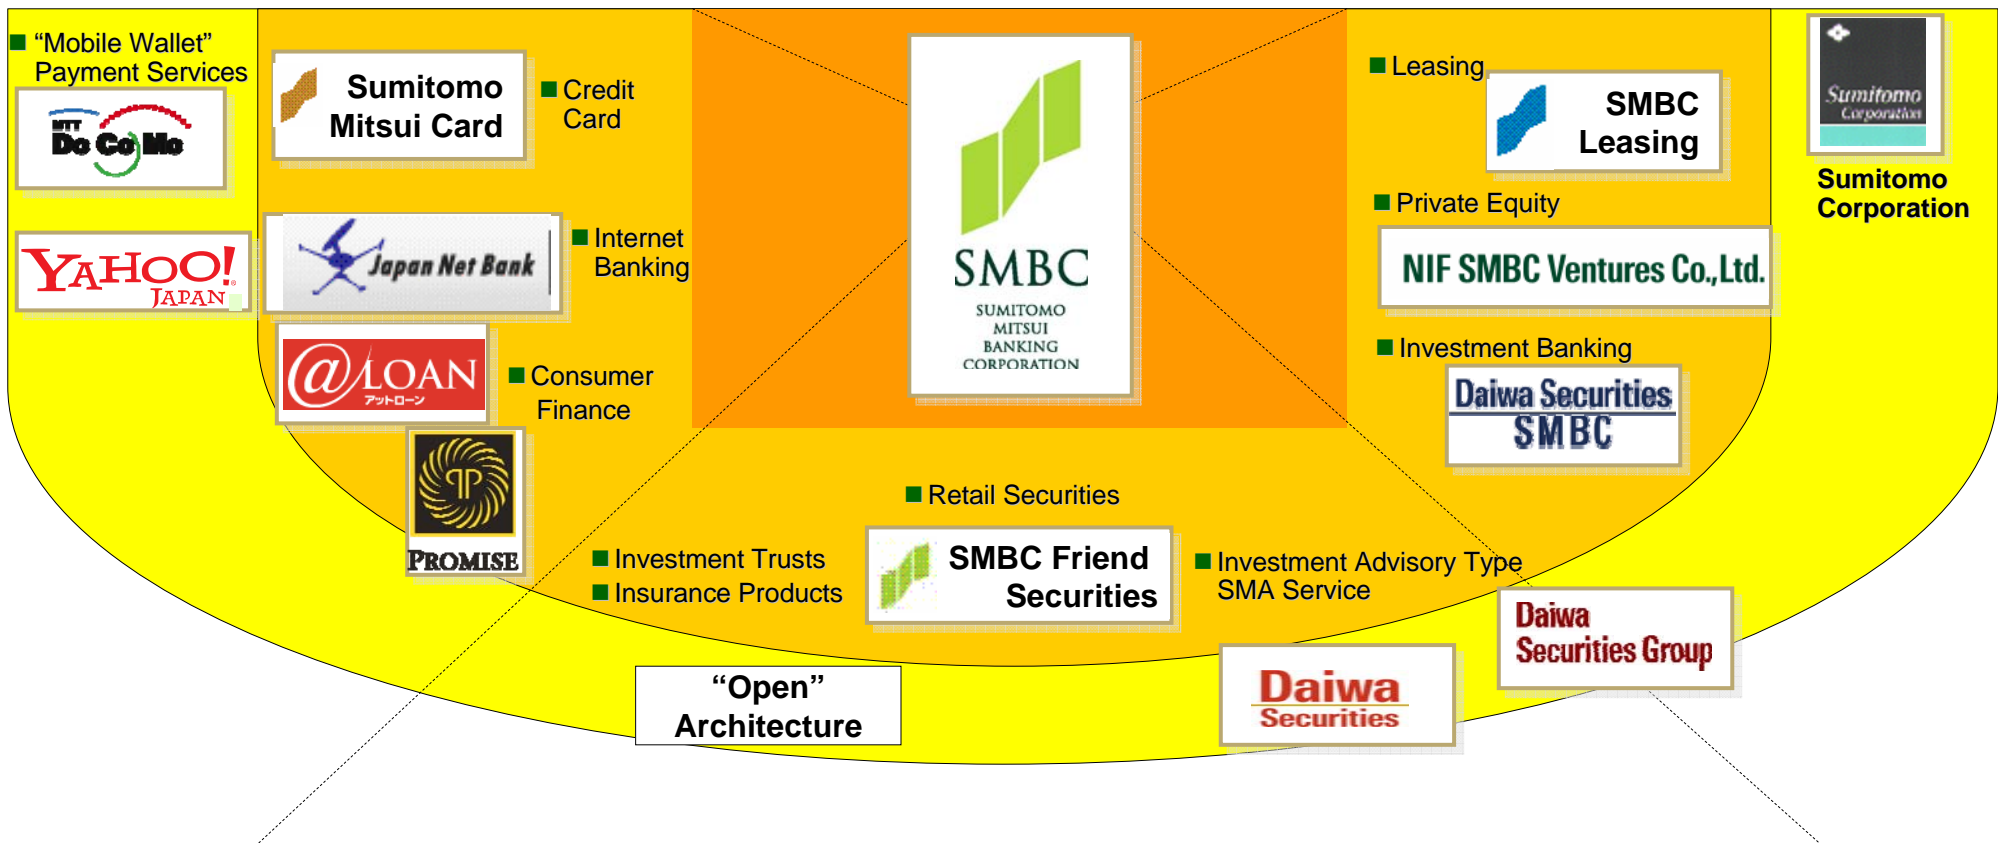 “Mobile Wallet”
Payment Services
NTT
DoCoMo
YAHOO!
JAPAN
Sumitomo
Mitsui Card
Credit
Card
Japan Net Bank
Internet
Banking
@LOAN
アットローン
Consumer
Finance
PROMISE
SMBC
SUMITOMO
MITSUI
BANKING
CORPORATION
Leasing
SMBC
Leasing
Private Equity
NIF SMBC Ventures Co.,Ltd.
Investment Banking
Daiwa Securities
SMBC
Sumitomo
Corporation
Sumitomo
Corporation
Retail Securities
Investment Trusts
Insurance Products
SMBC Friend
Securities
Investment Advisory Type
SMA Service
“Open”
Architecture
Daiwa
Securities
Daiwa
Securities Group